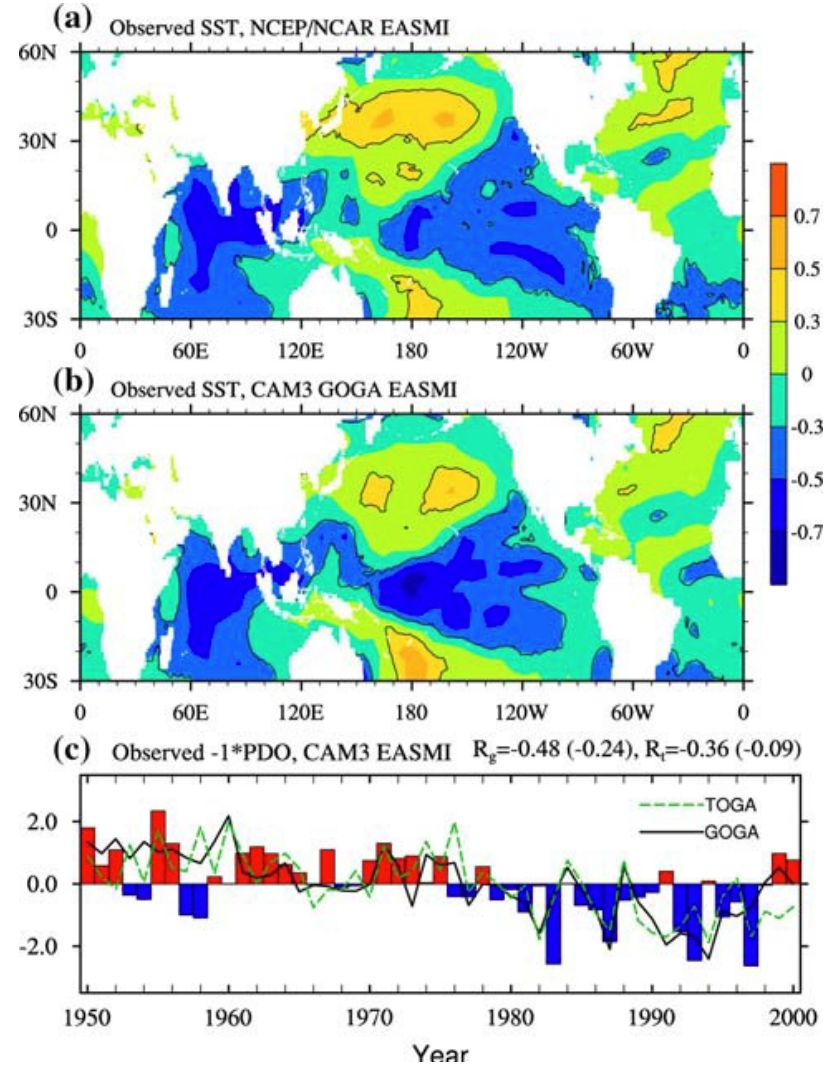 (a) Observed SST, NCEP/NCAR EASMI
60N
30N
0
30S
0 60E 120E 180 120W 60W 0
0.7
0.5
0.3
0
-0.3
-0.5
-0.7
(b) Observed SST, CAM3 GOGA EASMI
60N
30N
0
30S
0 60E 120E 180 120W 60W 0
(c) Observed -1*PDO, CAM3 EASMI Rg=-0.48 (-0.24), Rt=-0.36 (-0.09)
TOGA
GOGA
2.0
0.0
-2.0
1950 1960 1970 1980 1990 2000
Year